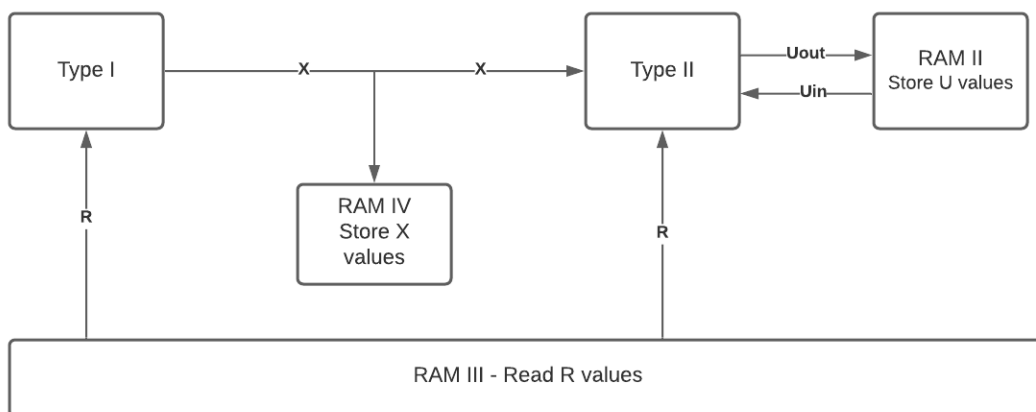 Type I
X
X
Type II
Uout
Uin
RAM II
Store U values
R
RAM IV
Store X
values
R
RAM III - Read R values